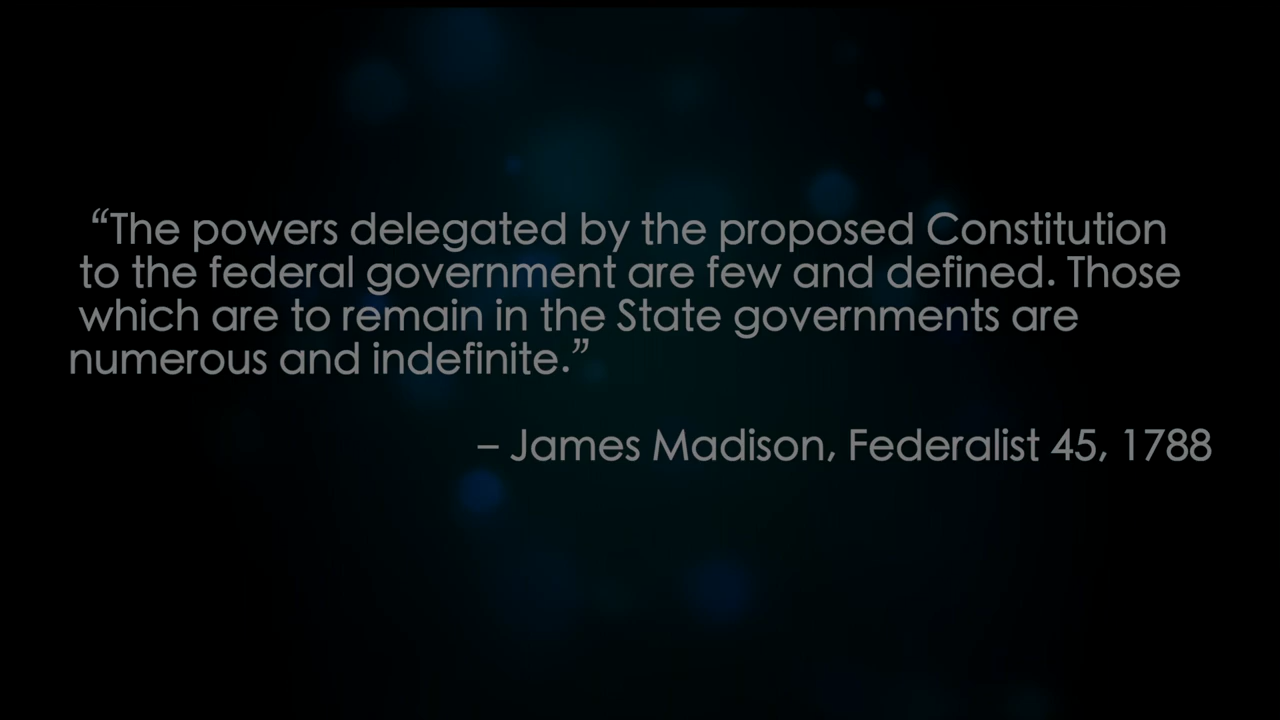 “The powers delegated by the proposed Constitution
to the federal government are few and defined. Those
which are to remain in the State governments are
numerous and indefinite.”
– James Madison, Federalist 45, 1788